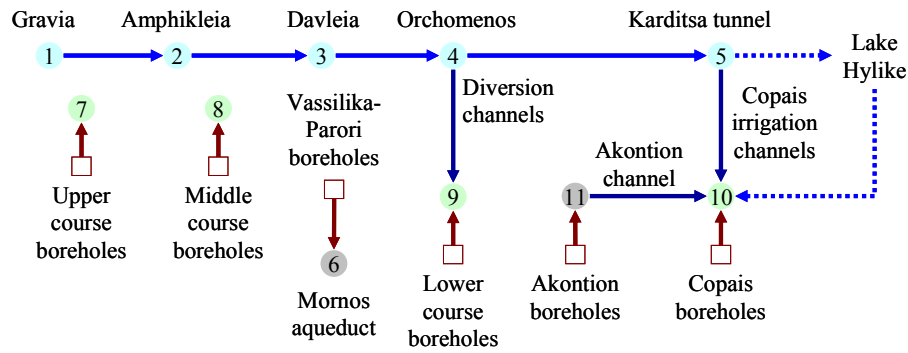 Gravia
Amphikleia
Davleia
Orchomenos
Karditsa tunnel
1
2
3
4
5
Lake
Hylike
Diversion
channels
Copais
irrigation
channels
7
8
Vassilika-
Parori
boreholes
Akontion
channel
Upper
course
boreholes
Middle
course
boreholes
9
11
10
6
Mornos
aqueduct
Lower
course
boreholes
Akontion
boreholes
Copais
boreholes